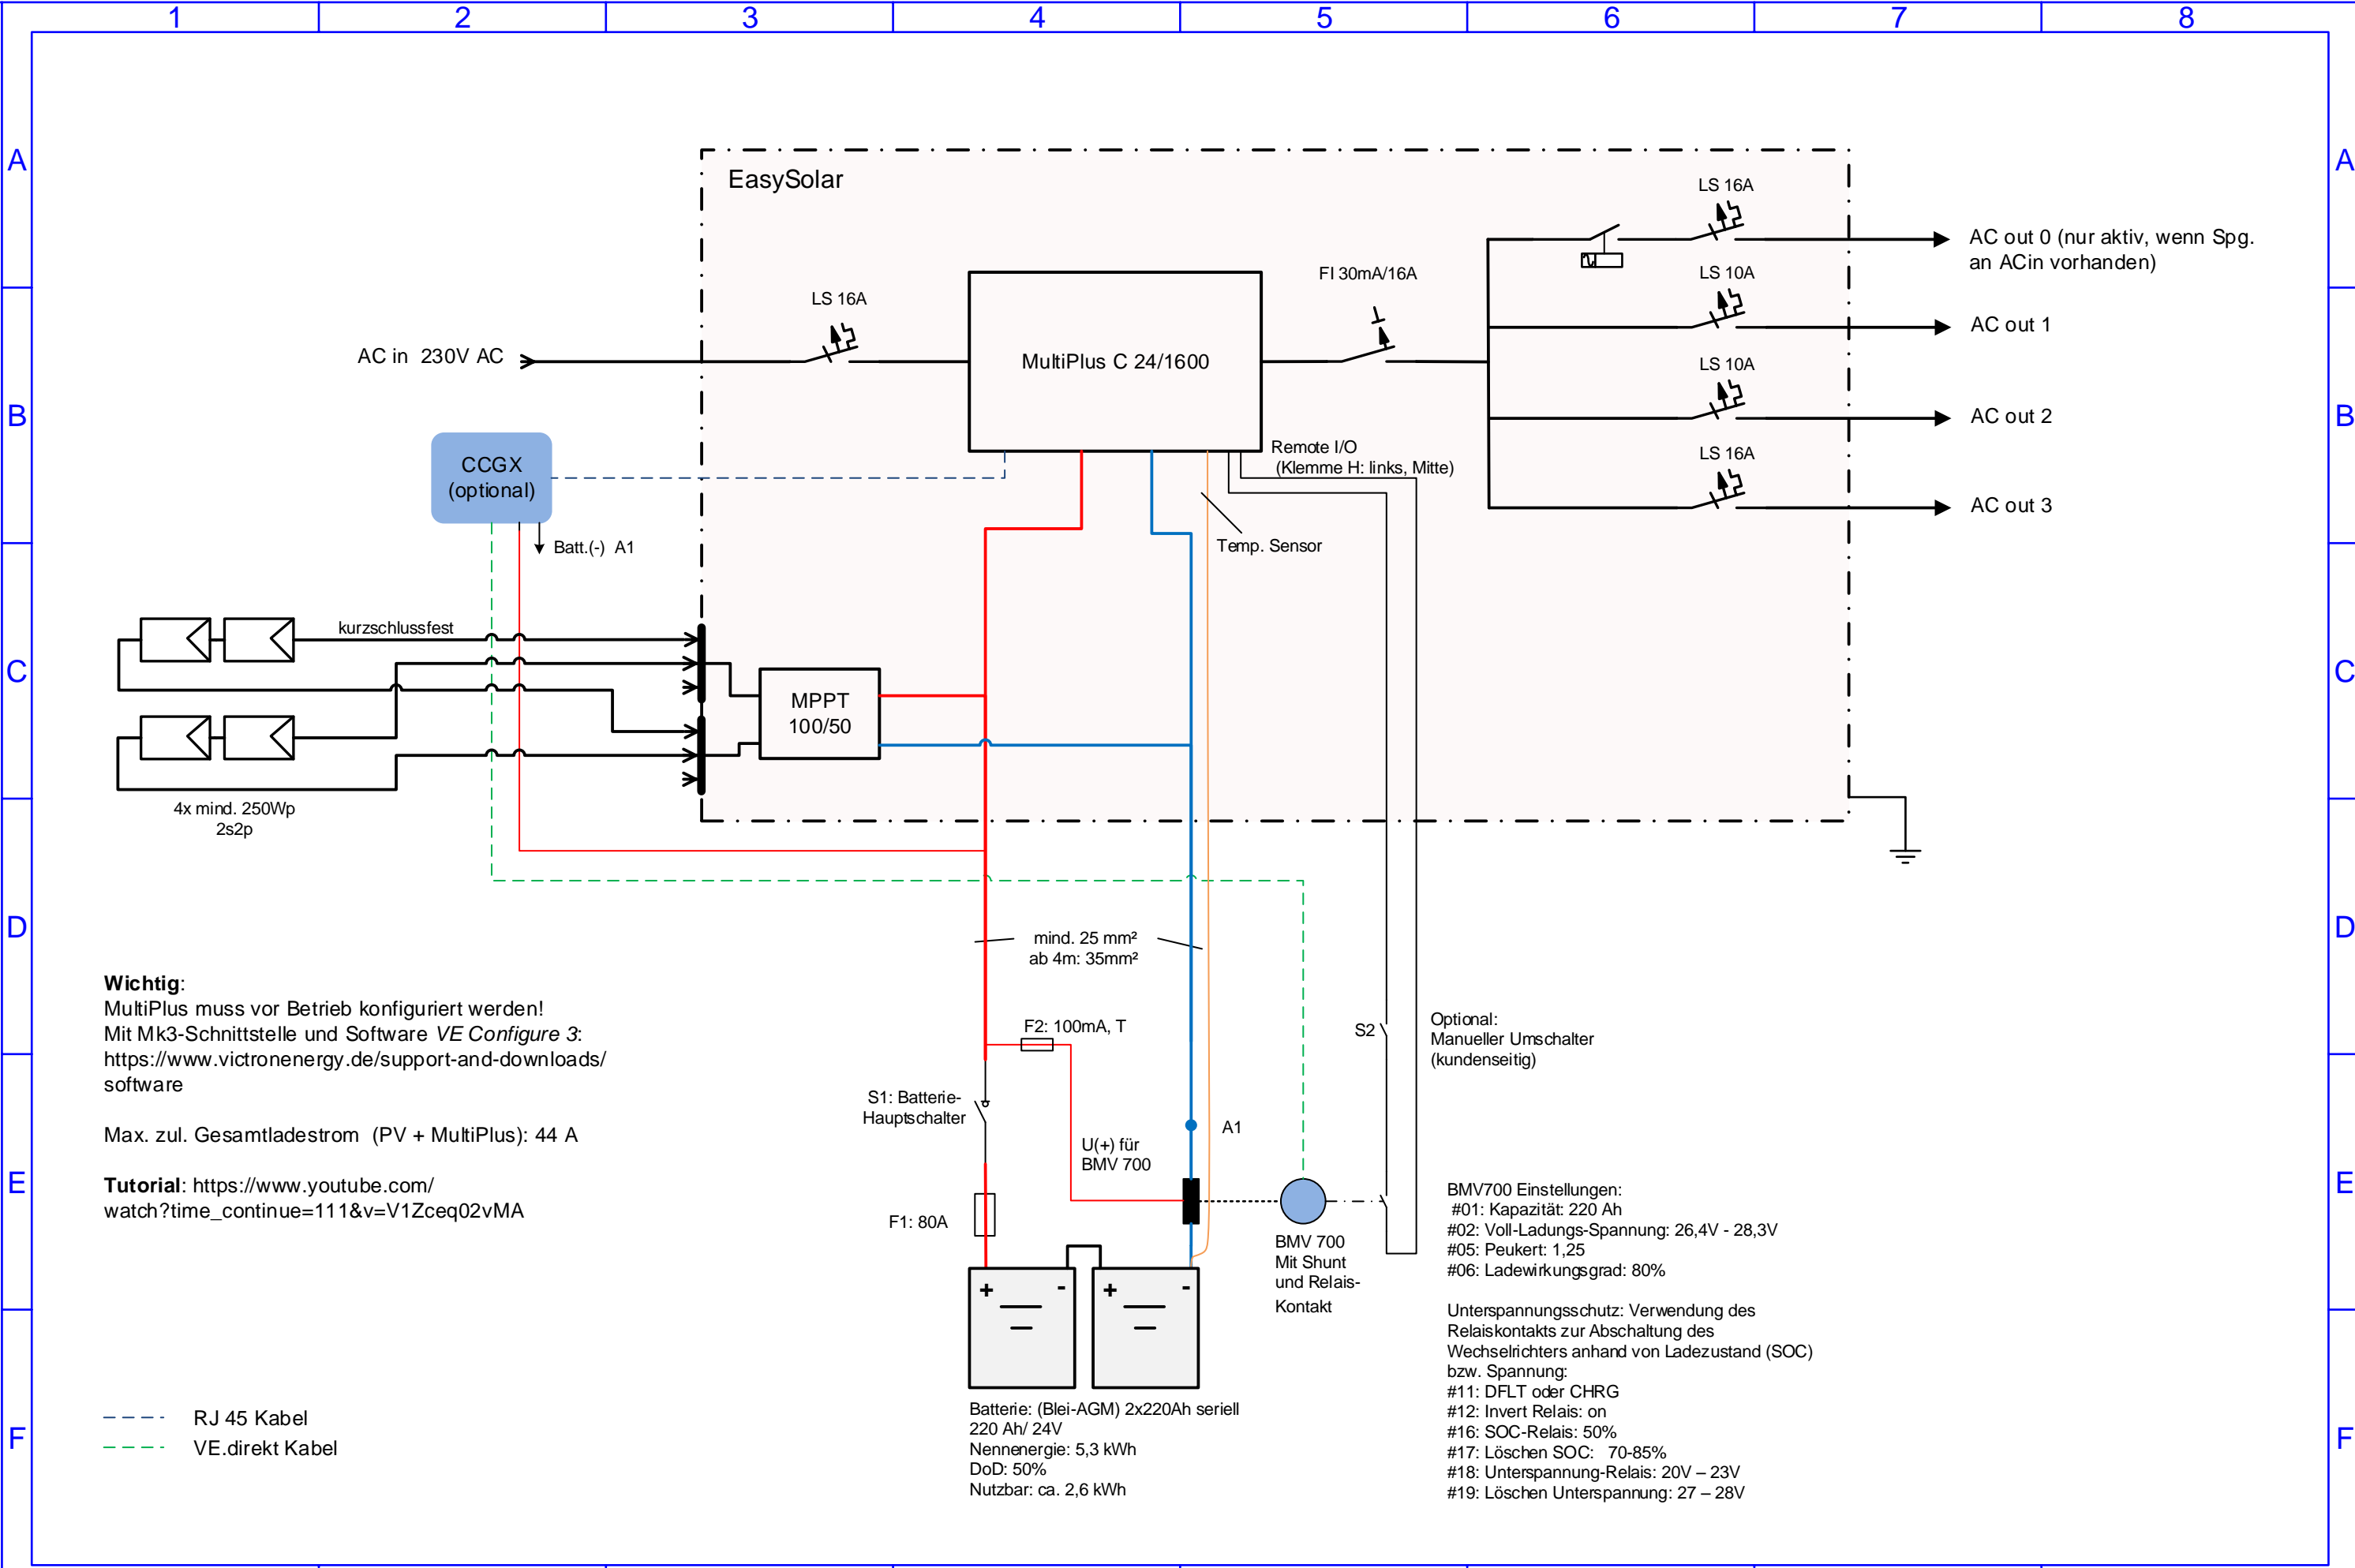 1 2 3 4 5 6 7 8
A A
EasySolar
LS 16A
AC out 0 (nur aktiv, wenn Spg.
an ACin vorhanden)
FI 30mA/16A
LS 10A
LS 16A
AC out 1
AC in 230V AC
MultiPlus C 24/1600
LS 10A
B B
AC out 2
Remote I/O
(Klemme H: links, Mitte)
LS 16A
CCGX
(optional)
AC out 3
Batt.(-) A1
Temp. Sensor
kurzschlussfest
C C
MPPT
100/50
4x mind. 250Wp
2s2p
D D
mind. 25 mm²
ab 4m: 35mm²
Wichtig:
MultiPlus muss vor Betrieb konfiguriert werden!
Mit Mk3-Schnittstelle und Software VE Configure 3:
https://www.victronenergy.de/support-and-downloads/
software
Max. zul. Gesamtladestrom (PV + MultiPlus): 44 A
Tutorial: https://www.youtube.com/
watch?time_continue=111&v=V1Zceq02vMA
F2: 100mA, T
S2
Optional:
Manueller Umschalter
(kundenseitig)
S1: Batterie-
Hauptschalter
A1
U(+) für
BMV 700
E E
F1: 80A
BMV 700
Mit Shunt
und Relais-
Kontakt
BMV700 Einstellungen:
#01: Kapazität: 220 Ah
#02: Voll-Ladungs-Spannung: 26,4V - 28,3V
#05: Peukert: 1,25
#06: Ladewirkungsgrad: 80%
+ - + -
Unterspannungsschutz: Verwendung des
Relaiskontakts zur Abschaltung des
Wechselrichters anhand von Ladezustand (SOC)
bzw. Spannung:
#11: DFLT oder CHRG
#12: Invert Relais: on
#16: SOC-Relais: 50%
#17: Löschen SOC: 70-85%
#18: Unterspannung-Relais: 20V – 23V
#19: Löschen Unterspannung: 27 – 28V
Batterie: (Blei-AGM) 2x220Ah seriell
220 Ah/ 24V
Nennenergie: 5,3 kWh
DoD: 50%
Nutzbar: ca. 2,6 kWh
F F
RJ 45 Kabel
VE.direkt Kabel